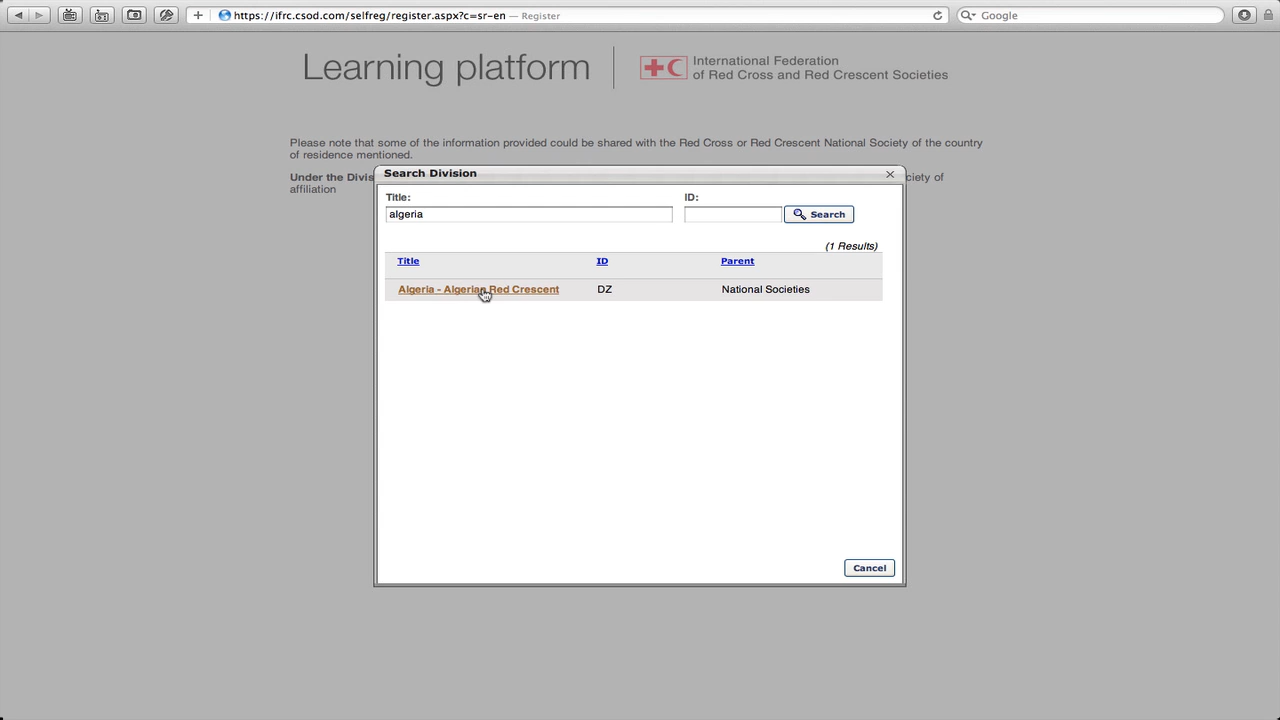 https://ifrc.csod.com/selfreg/register.aspx?c=sr-en — Register
Google
Learning platform
International Federation
of Red Cross and Red Crescent Societies
Please note that some of the information provided could be shared with the Red Cross or Red Crescent National Society of the country
of residence mentioned.
Under the Divis
ciety of
affiliation
Search Division
Title:
ID:
algeria
Search
(1 Results)
Title ID Parent
Algeria - Algerian Red Crescent DZ National Societies
Cancel